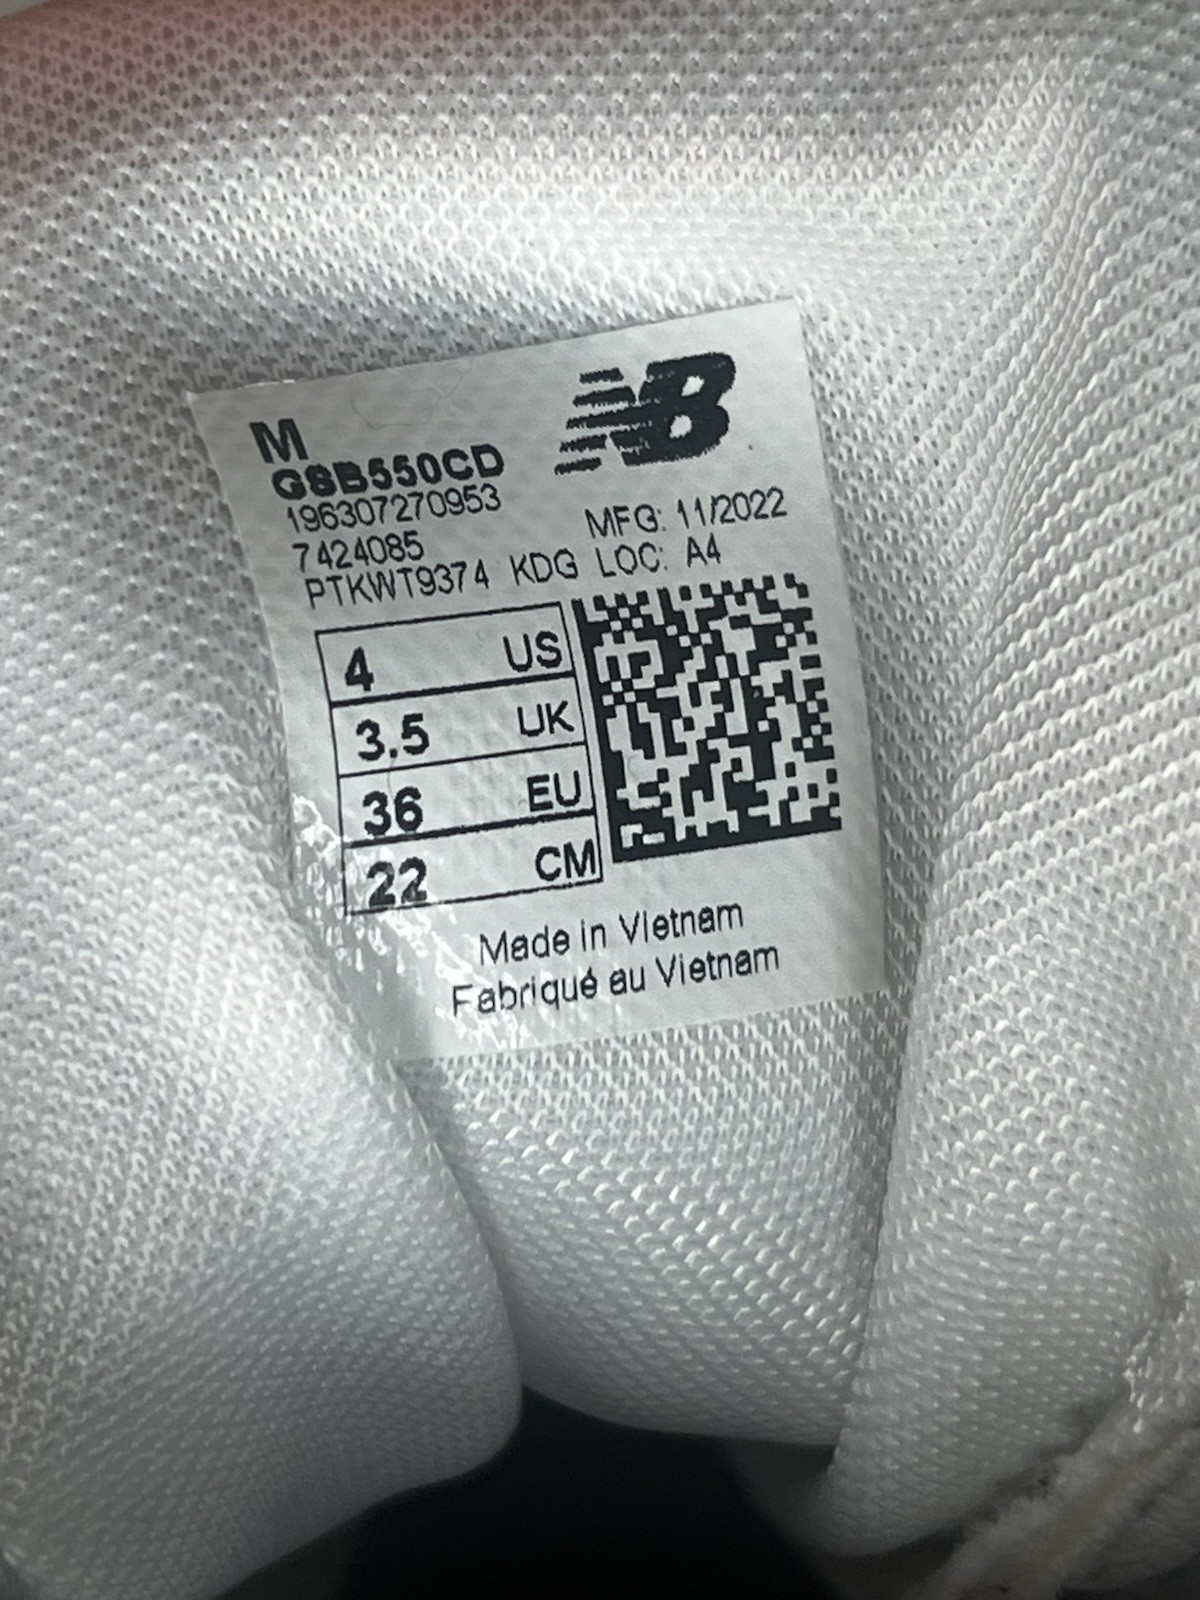 NB
M
GSB550CD
196307270953
7424085 MFG: 11/2022
PTKWT9374 KDG LOC: A4
4 US
3.5 UK
36 EU
22 CM
Made in Vietnam
Fabriqué au Vietnam